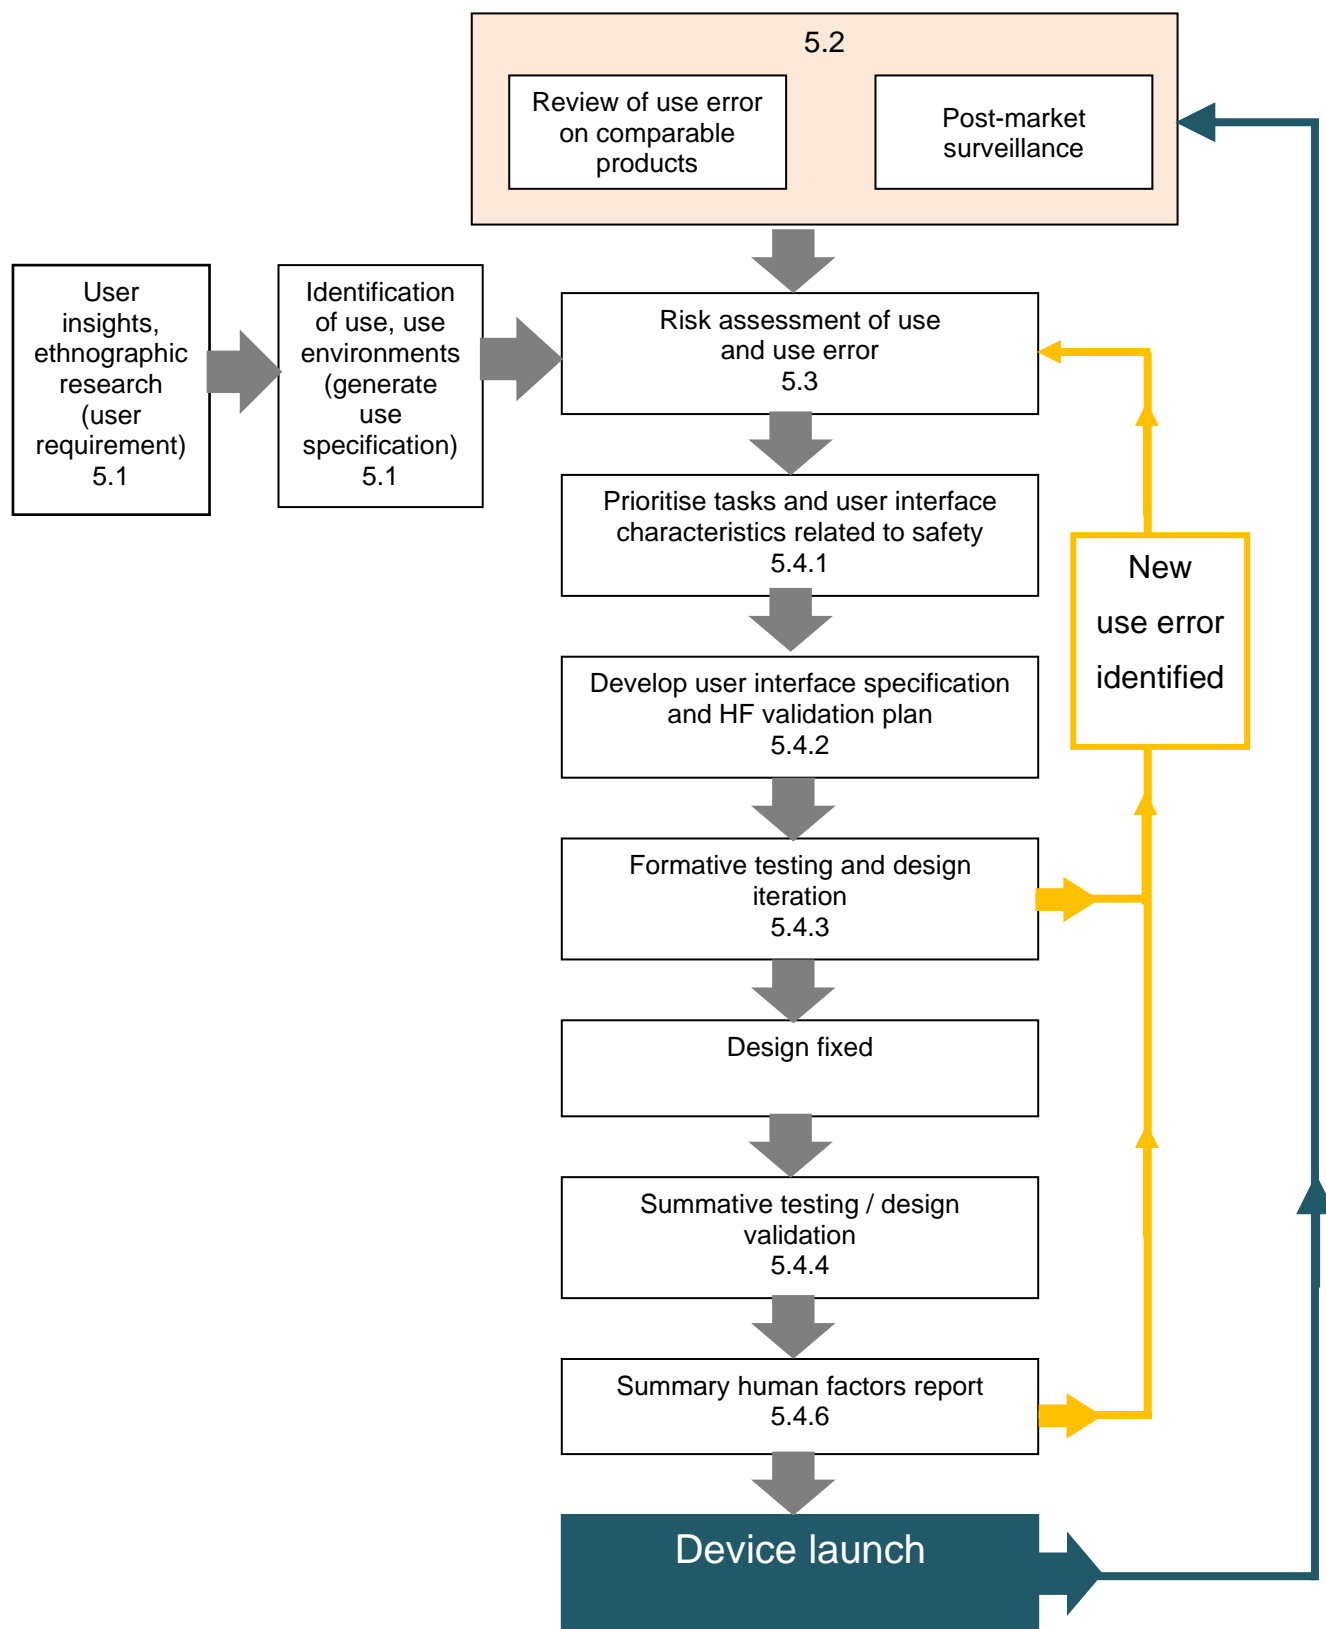 5.2
Review of use error
on comparable
products
Post-market
surveillance
User
insights,
ethnographic
research
(user
requirement)
5.1
Identification
of use, use
environments
(generate
use
specification)
5.1
Risk assessment of use
and use error
5.3
Prioritise tasks and user interface
characteristics related to safety
5.4.1
New
use error
identified
Develop user interface specification
and HF validation plan
5.4.2
Formative testing and design
iteration
5.4.3
Design fixed
Summative testing / design
validation
5.4.4
Summary human factors report
5.4.6
Device launch